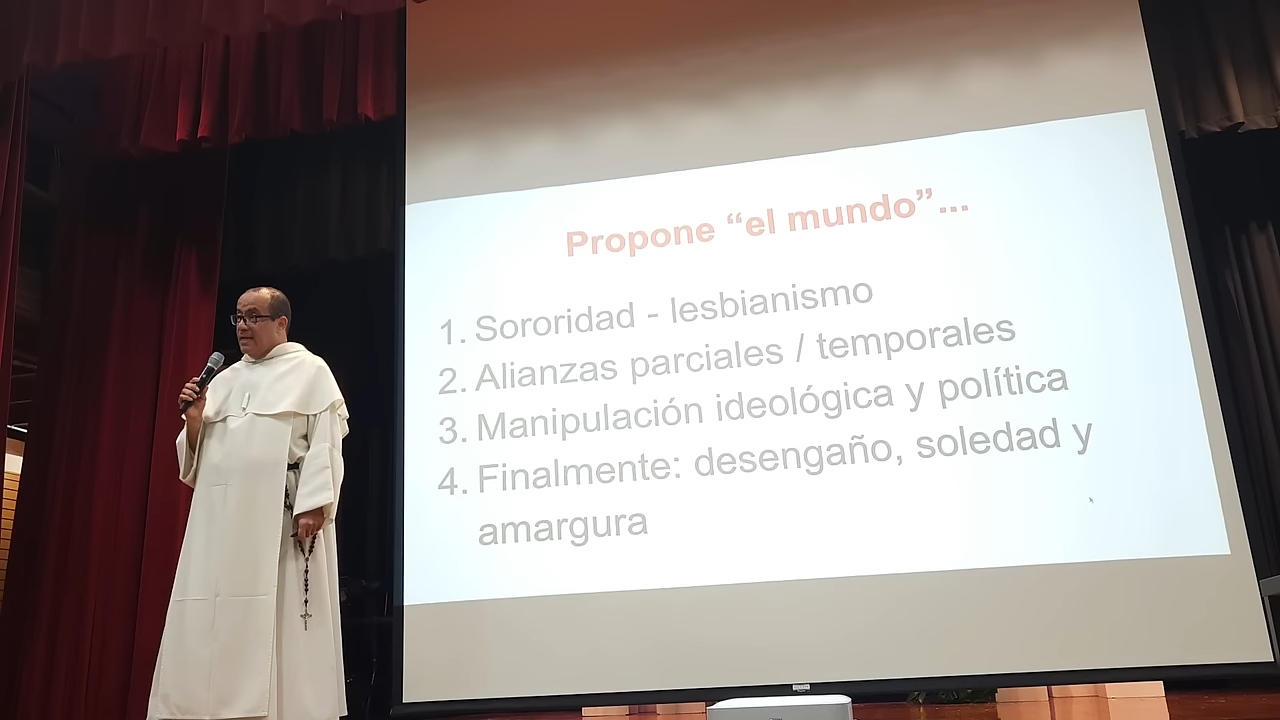 Propone “el mundo”...
1. Sororidad - lesbianismo
2. Alianzas parciales / temporales
3. Manipulación ideológica y política
4. Finalmente: desengaño, soledad y
amargura